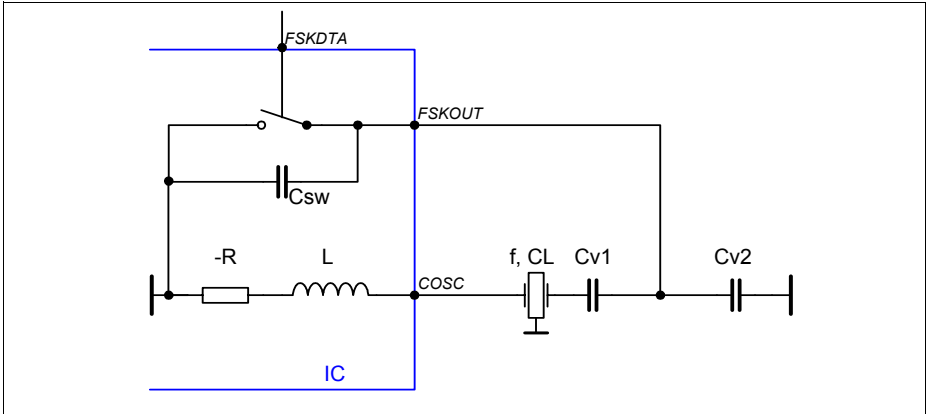 FSKDTA
FSKOUT
Csw
-R
L
COSC
f, CL
Cv1
Cv2
IC